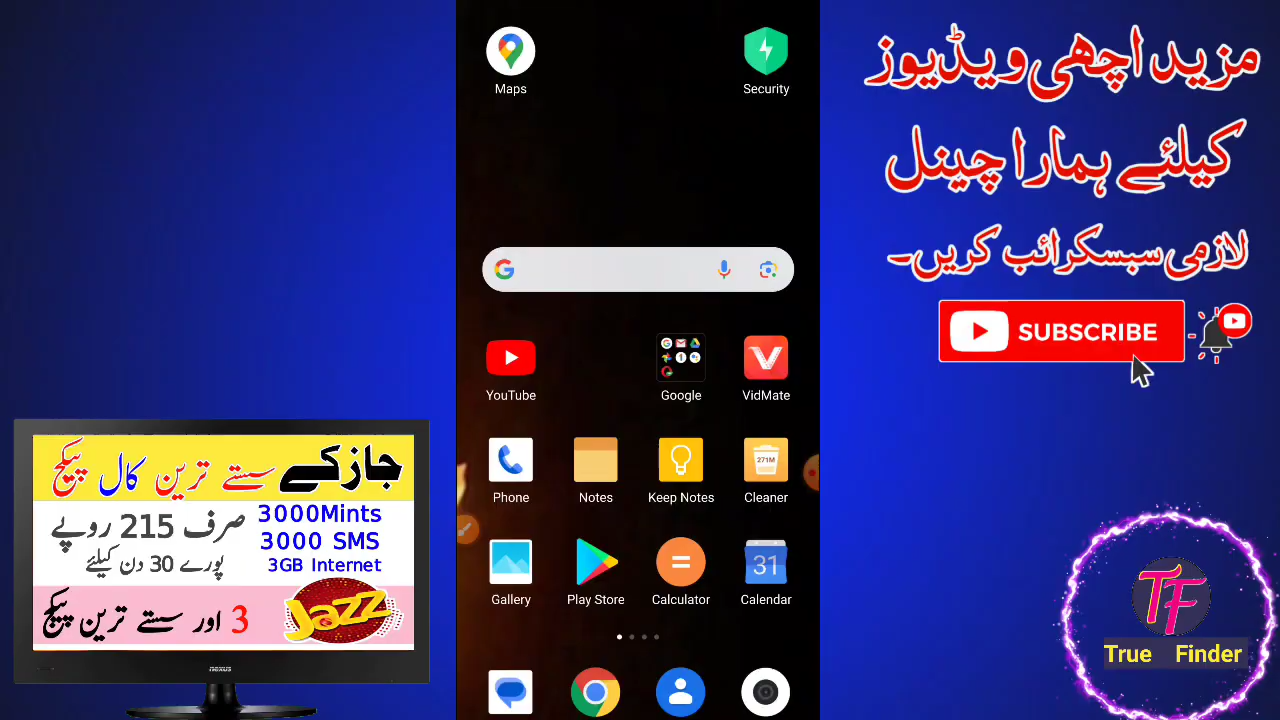 جاز کے سستے ترین کال پیکج
صرف 215 روپے
پورے 30 دن کیلئے
3000Mints
3000 SMS
3GB Internet
3 اور سستے ترین پیکج
Jazz
Maps
Security
YouTube
Google
VidMate
Phone
Notes
Keep Notes
271M
Cleaner
Gallery
Play Store
Calculator
31
Calendar
مزید اچھی ویڈیوز
کیلئے ہمارا چینل
لازمی سبسکرائب کریں۔
SUBSCRIBE
TF
True Finder